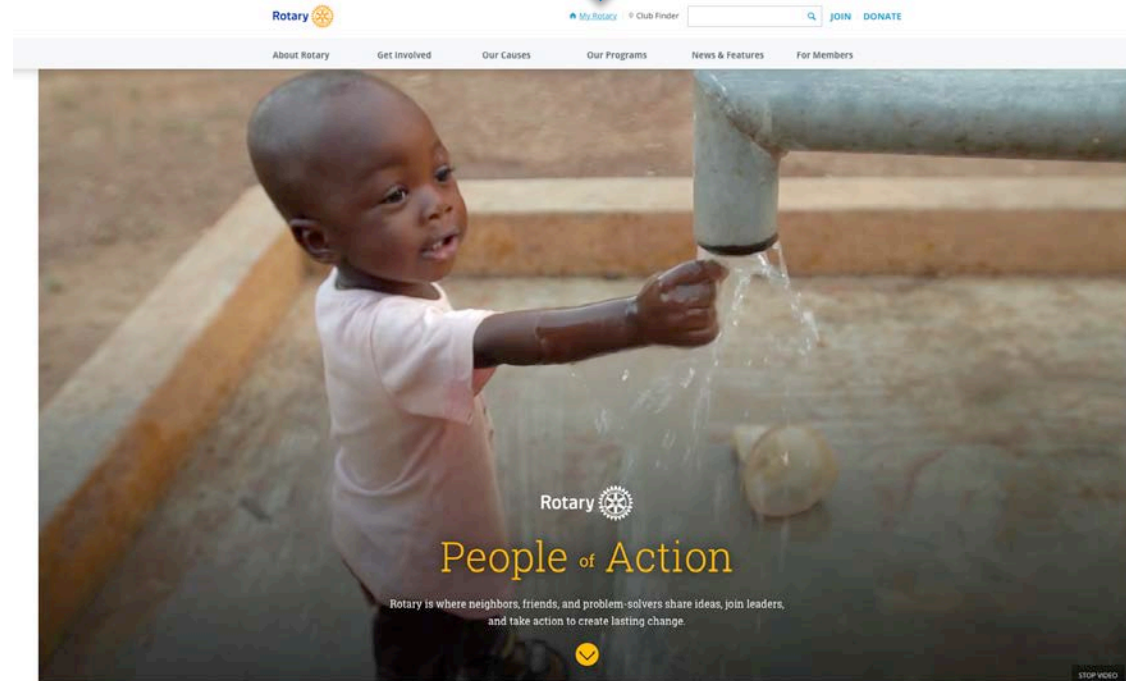 Rotary
My Rotary
Club Finder
JOIN DONATE
About Rotary Get Involved Our Causes Our Programs News & Features For Members
Rotary
People of Action
Rotary is where neighbors, friends, and problem-solvers share ideas, join leaders,
and take action to create lasting change.
STOP VIDEO